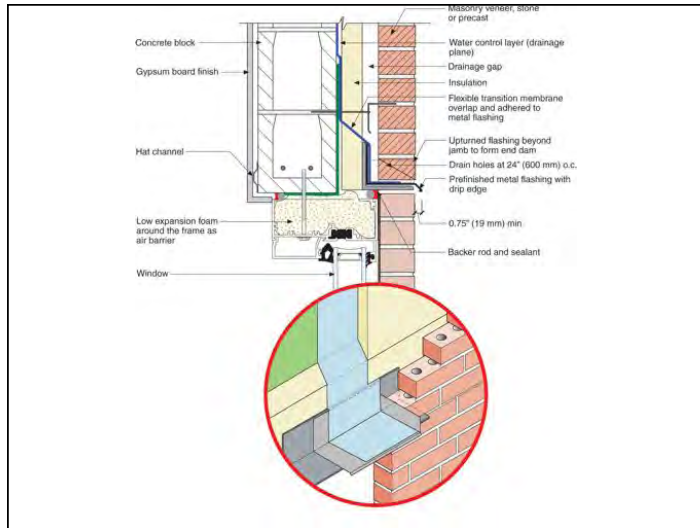 Concrete block
Gypsum board finish
Hat channel
Low expansion foam
around the frame as
air barrier
Window
Masonry veneer, stone
or precast
Water control layer (drainage
plane)
Drainage gap
Insulation
Flexible transition membrane
overlap and adhered to
metal flashing
Upturned flashing beyond
jamb to form end dam
Drain holes at 24" (600 mm) o.c.
Prefinished metal flashing with
drip edge
0.75" (19 mm) min.
Backer rod and sealant